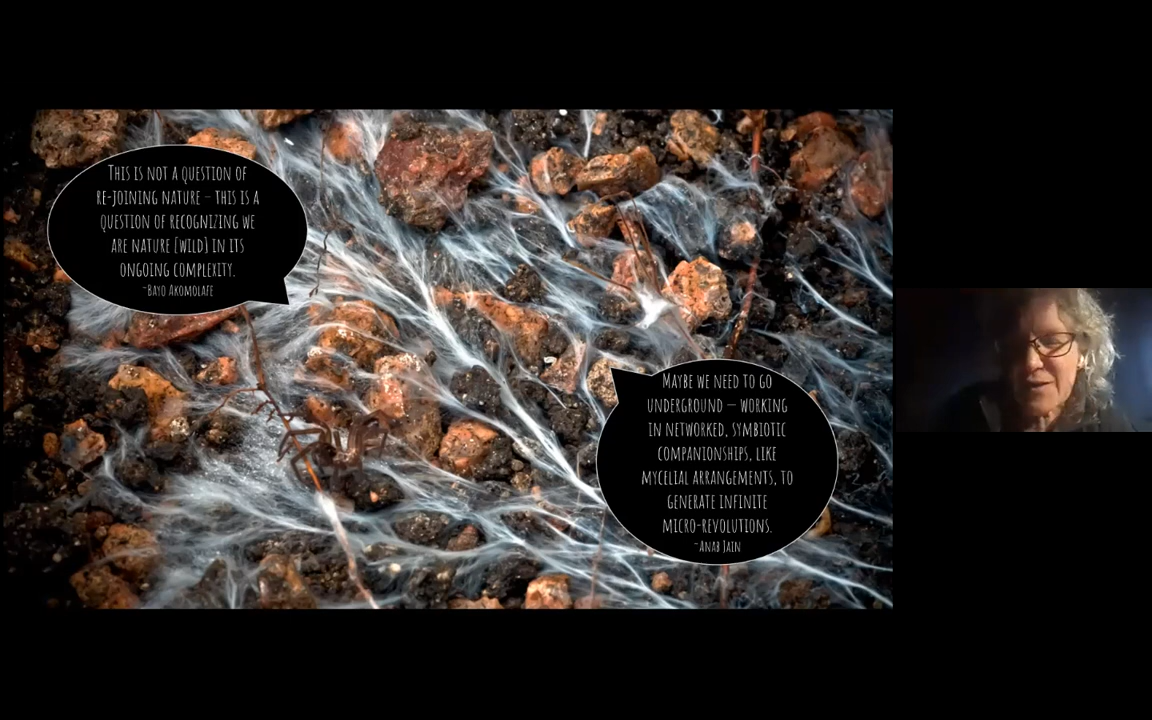 This is not a question of
re-joining nature – this is a
question of recognizing we
are nature [wild] in its
ongoing complexity.
~Bayo Akomolafe
Maybe we need to go
underground — working
in networked, symbiotic
companionships, like
mycelial arrangements, to
generate infinite
micro-revolutions.
~Anab Jain